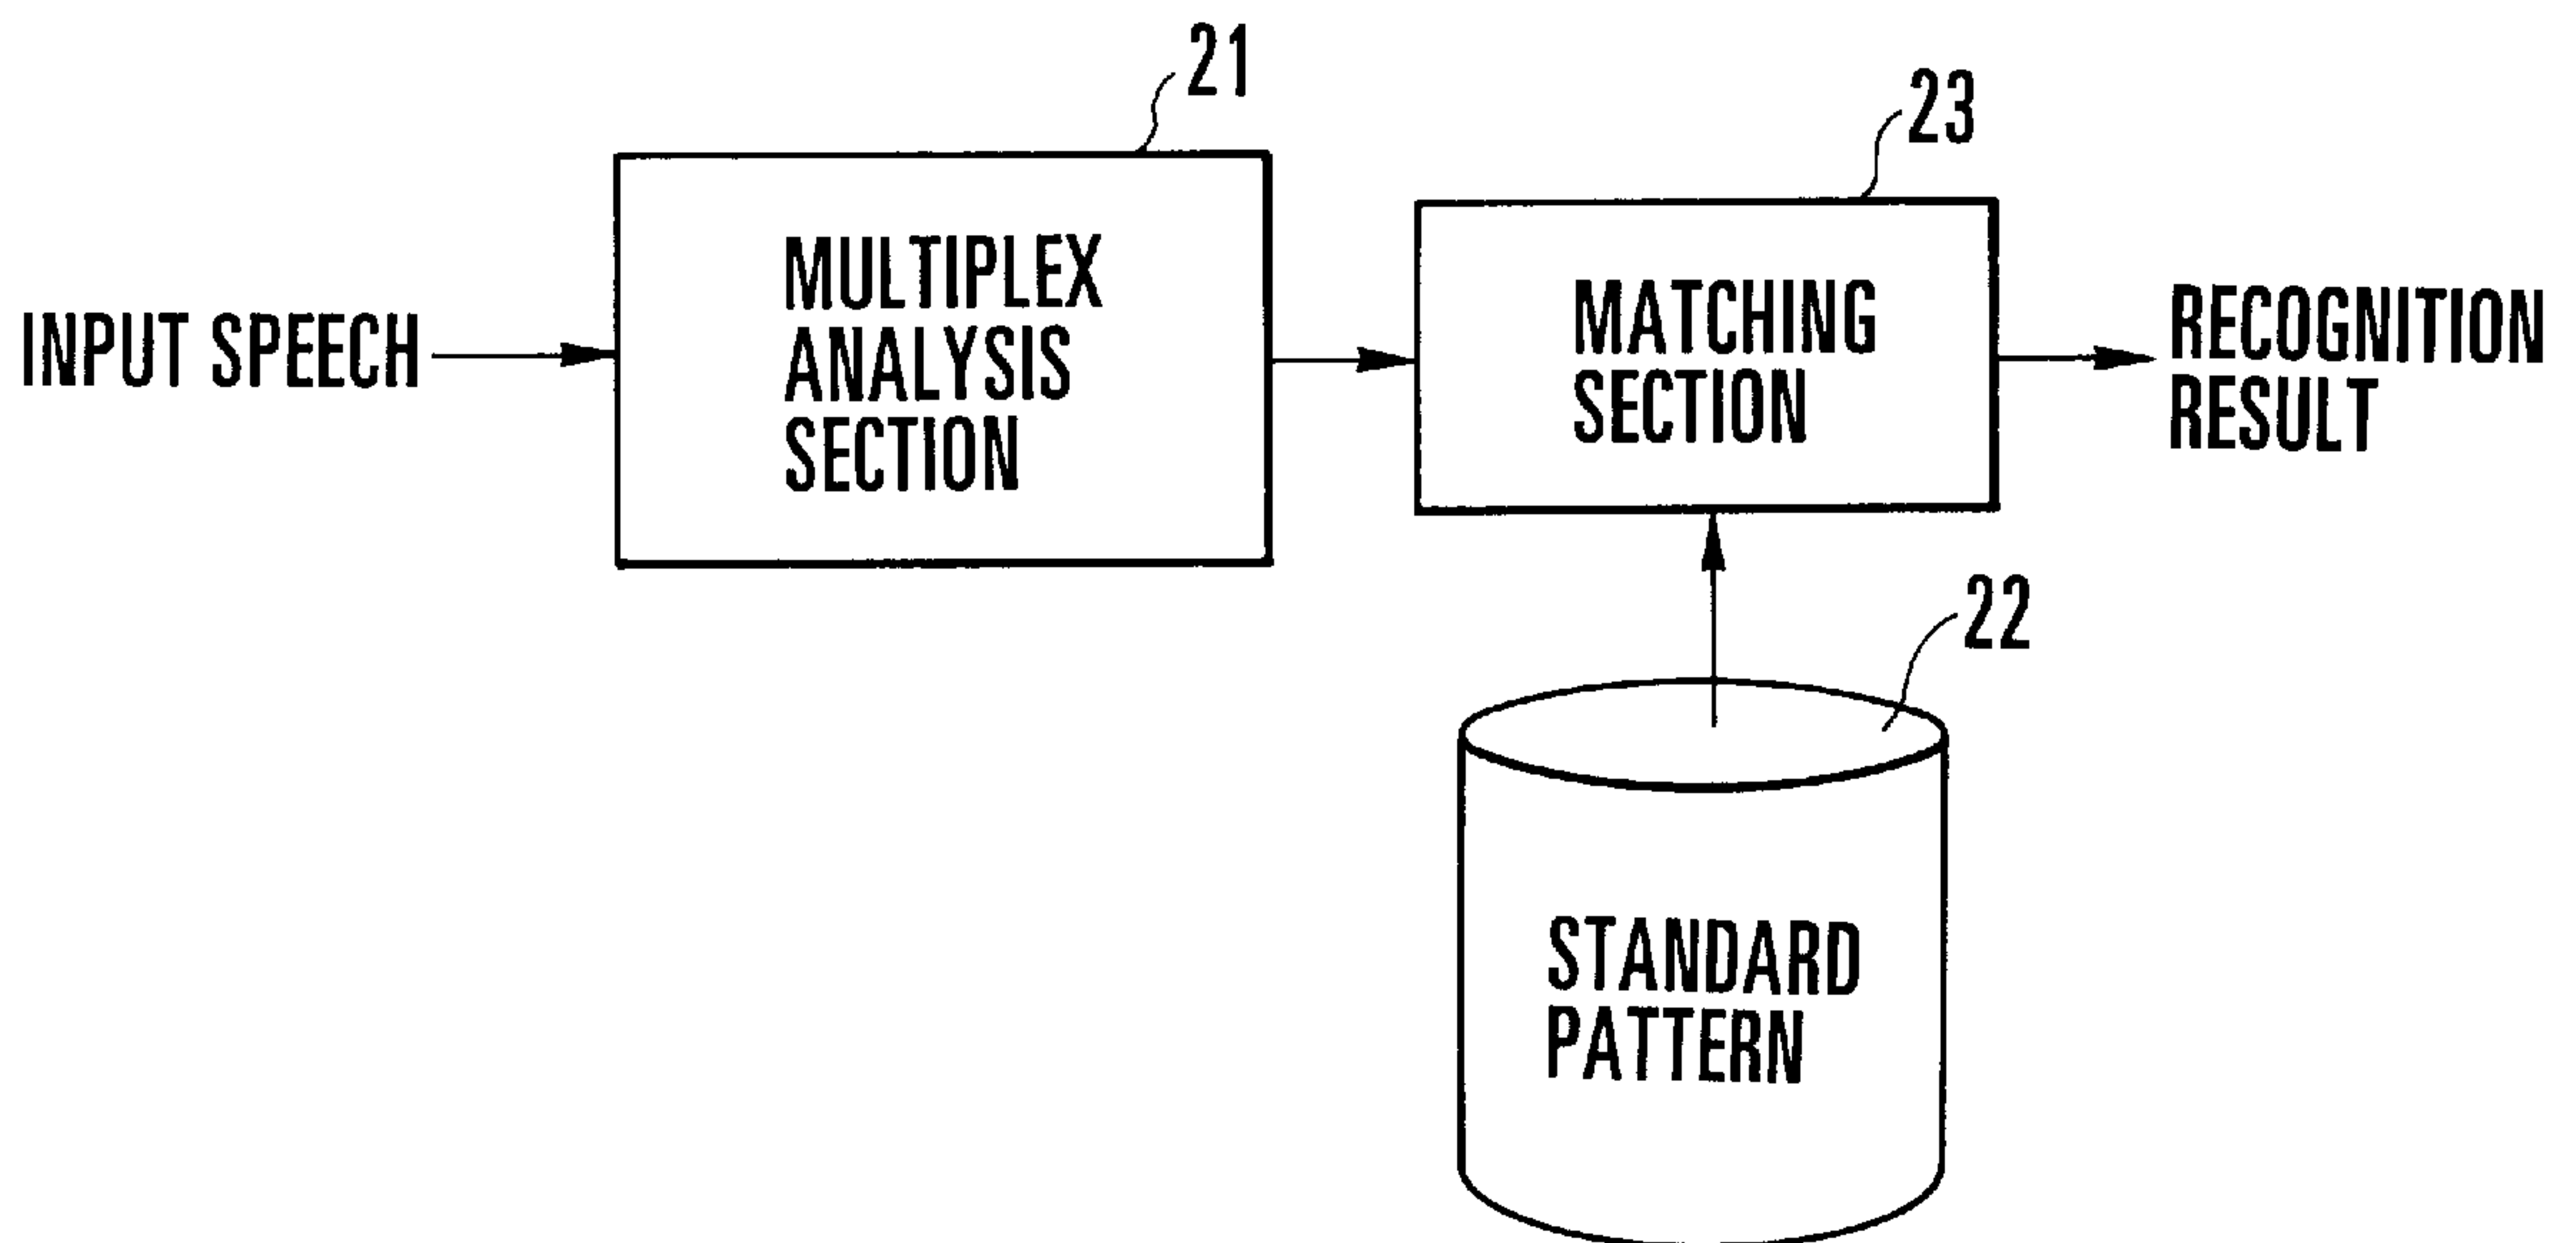 21
23
INPUT SPEECH
MULTIPLEX
ANALYSIS
SECTION
MATCHING
SECTION
RECOGNITION
RESULT
22
STANDARD
PATTERN